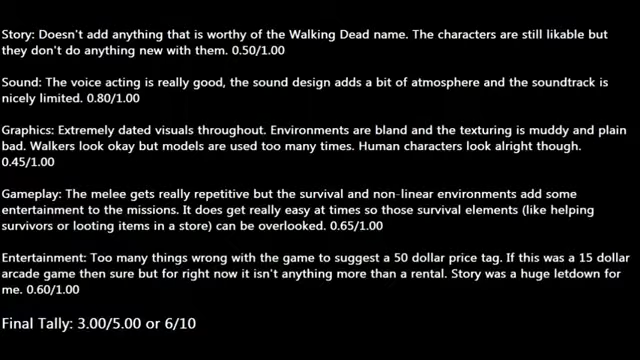 Story: Doesn't add anything that is worthy of the Walking Dead name. The characters are still likable but
they don't do anything new with them. 0.50/1.00
Sound: The voice acting is really good, the sound design adds a bit of atmosphere and the soundtrack is
nicely limited. 0.80/1.00
Graphics: Extremely dated visuals throughout. Environments are bland and the texturing is muddy and plain
bad. Walkers look okay but models are used too many times. Human characters look alright though.
0.45/1.00
Gameplay: The melee gets really repetitive but the survival and non-linear environments add some
entertainment to the missions. It does get really easy at times so those survival elements (like helping
survivors or looting items in a store) can be overlooked. 0.65/1.00
Entertainment: Too many things wrong with the game to suggest a 50 dollar price tag. If this was a 15 dollar
arcade game then sure but for right now it isn't anything more than a rental. Story was a huge letdown for
me. 0.60/1.00
Final Tally: 3.00/5.00 or 6/10